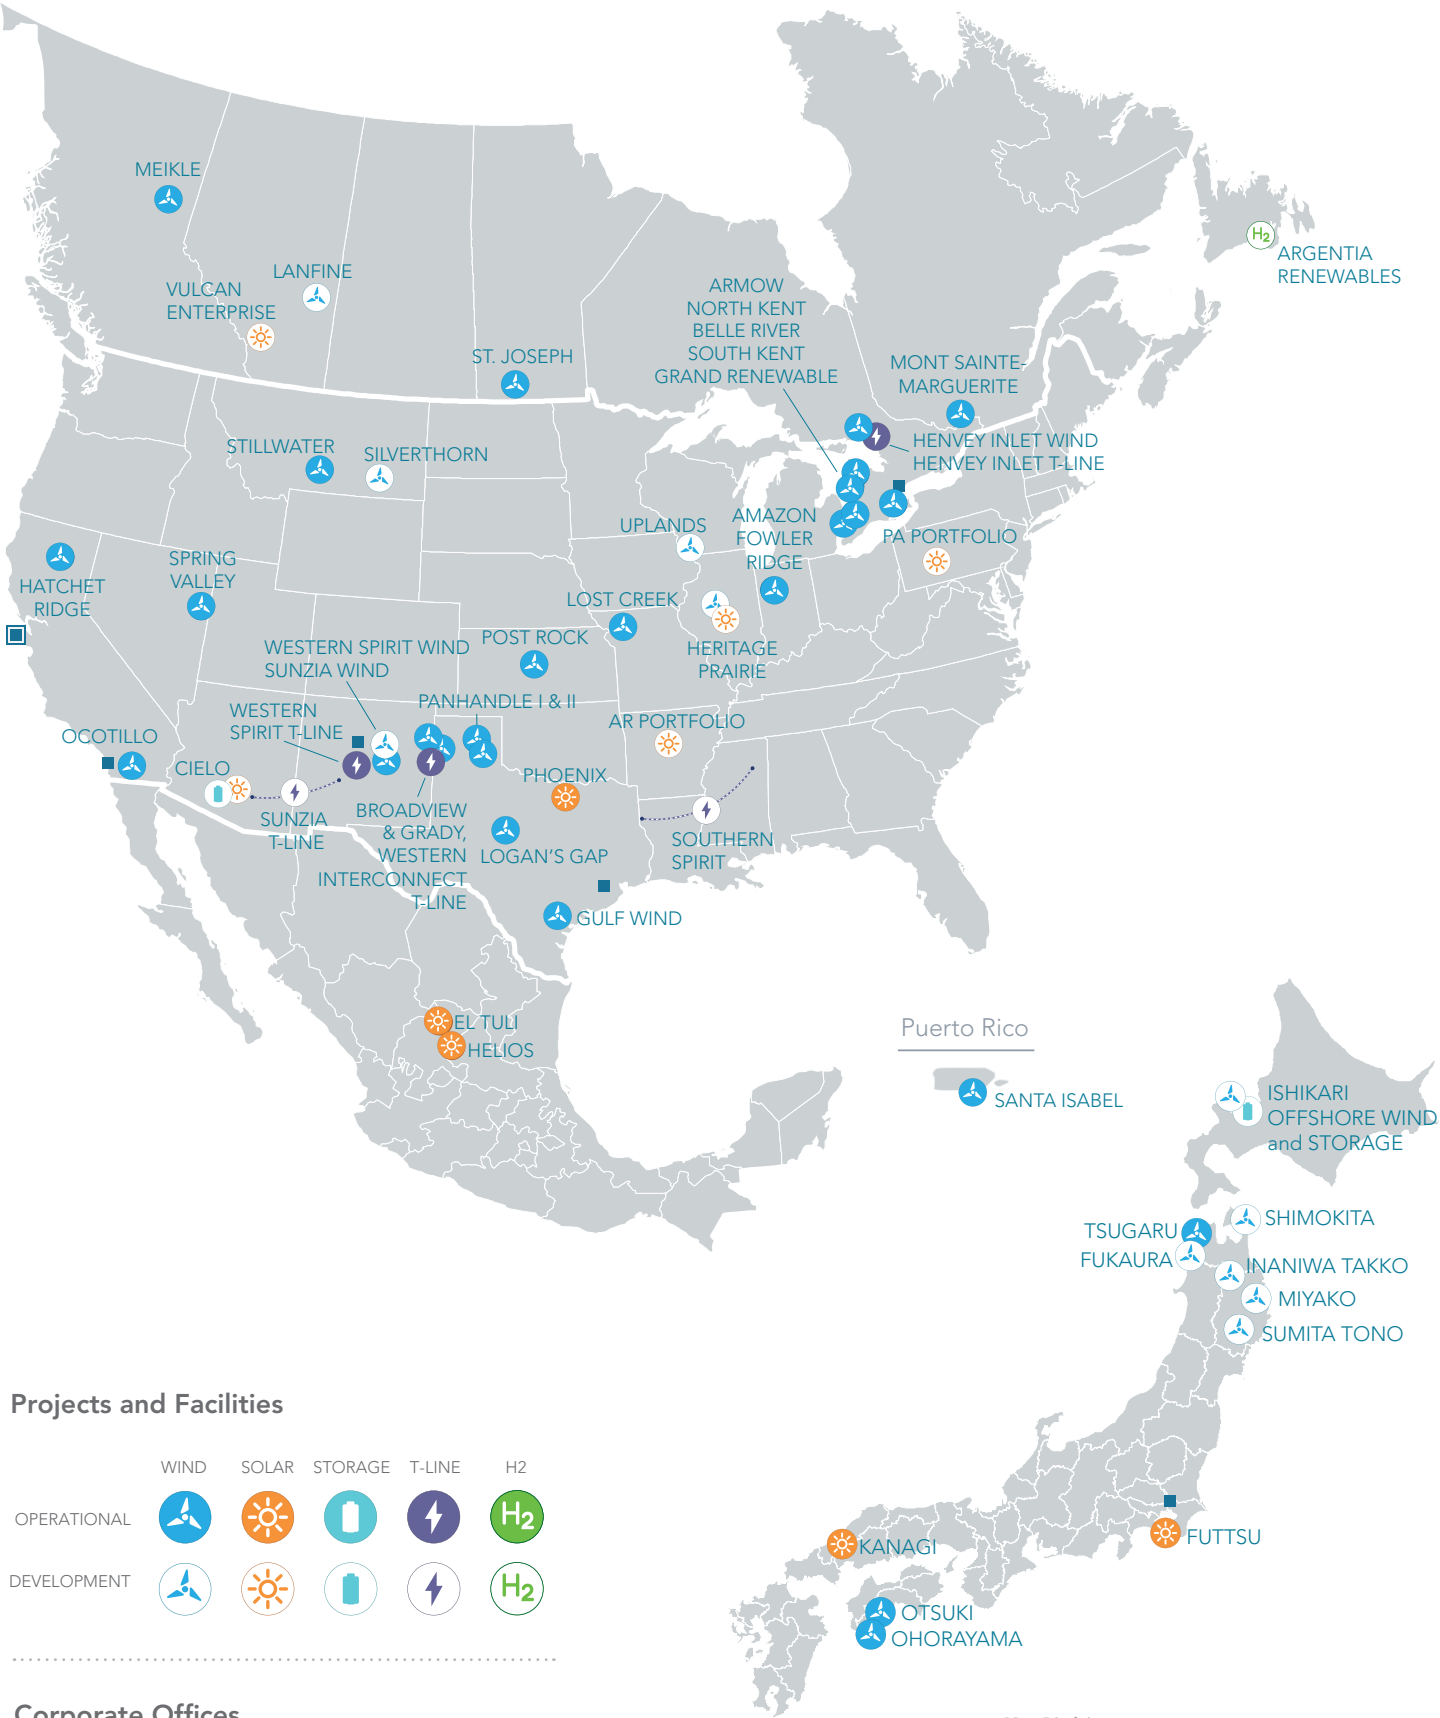 MEIKLE
LANFINE
VULCAN
ENTERPRISE
ST. JOSEPH
ARGENTIA
RENEWABLES
ARMOW
NORTH KENT
BELLE RIVER
SOUTH KENT
GRAND RENEWABLE
MONT SAINTE-
MARGUERITE
HENVEY INLET WIND
HENVEY INLET T-LINE
STILLWATER
SILVERTHORN
UPLANDS
AMAZON
FOWLER
RIDGE
PA PORTFOLIO
HATCHET
RIDGE
SPRING
VALLEY
LOST CREEK
POST ROCK
HERITAGE
PRAIRIE
WESTERN SPIRIT WIND
SUNZIA WIND
PANHANDLE I & II
WESTERN
SPIRIT T-LINE
AR PORTFOLIO
OCOTILLO
CIELO
PHOENIX
SUNZIA
T-LINE
BROADVIEW
& GRADY,
WESTERN
INTERCONNECT
T-LINE
LOGAN'S GAP
SOUTHERN
SPIRIT
GULF WIND
EL TULI
HELIOS
Puerto Rico
SANTA ISABEL
ISHIKARI
OFFSHORE WIND
and STORAGE
SHIMOKITA
TSUGARU
FUKAURA
INANIWA TAKKO
MIYAKO
SUMITA TONO
KANAGI
FUTTSU
OTSUKI
OHORAYAMA
H2
Projects and Facilities
WIND SOLAR STORAGE T-LINE H2
OPERATIONAL H2
DEVELOPMENT H2
Corporate Offices